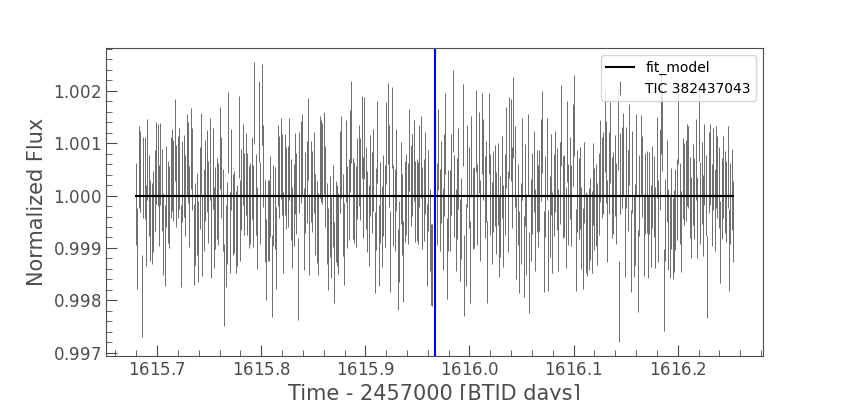 fit_model
TIC 382437043
1.002
1.001
1.000
0.999
0.998
0.997
Normalized Flux
1615.7 1615.8 1615.9 1616.0 1616.1 1616.2
Time - 2457000 [BTJD days]